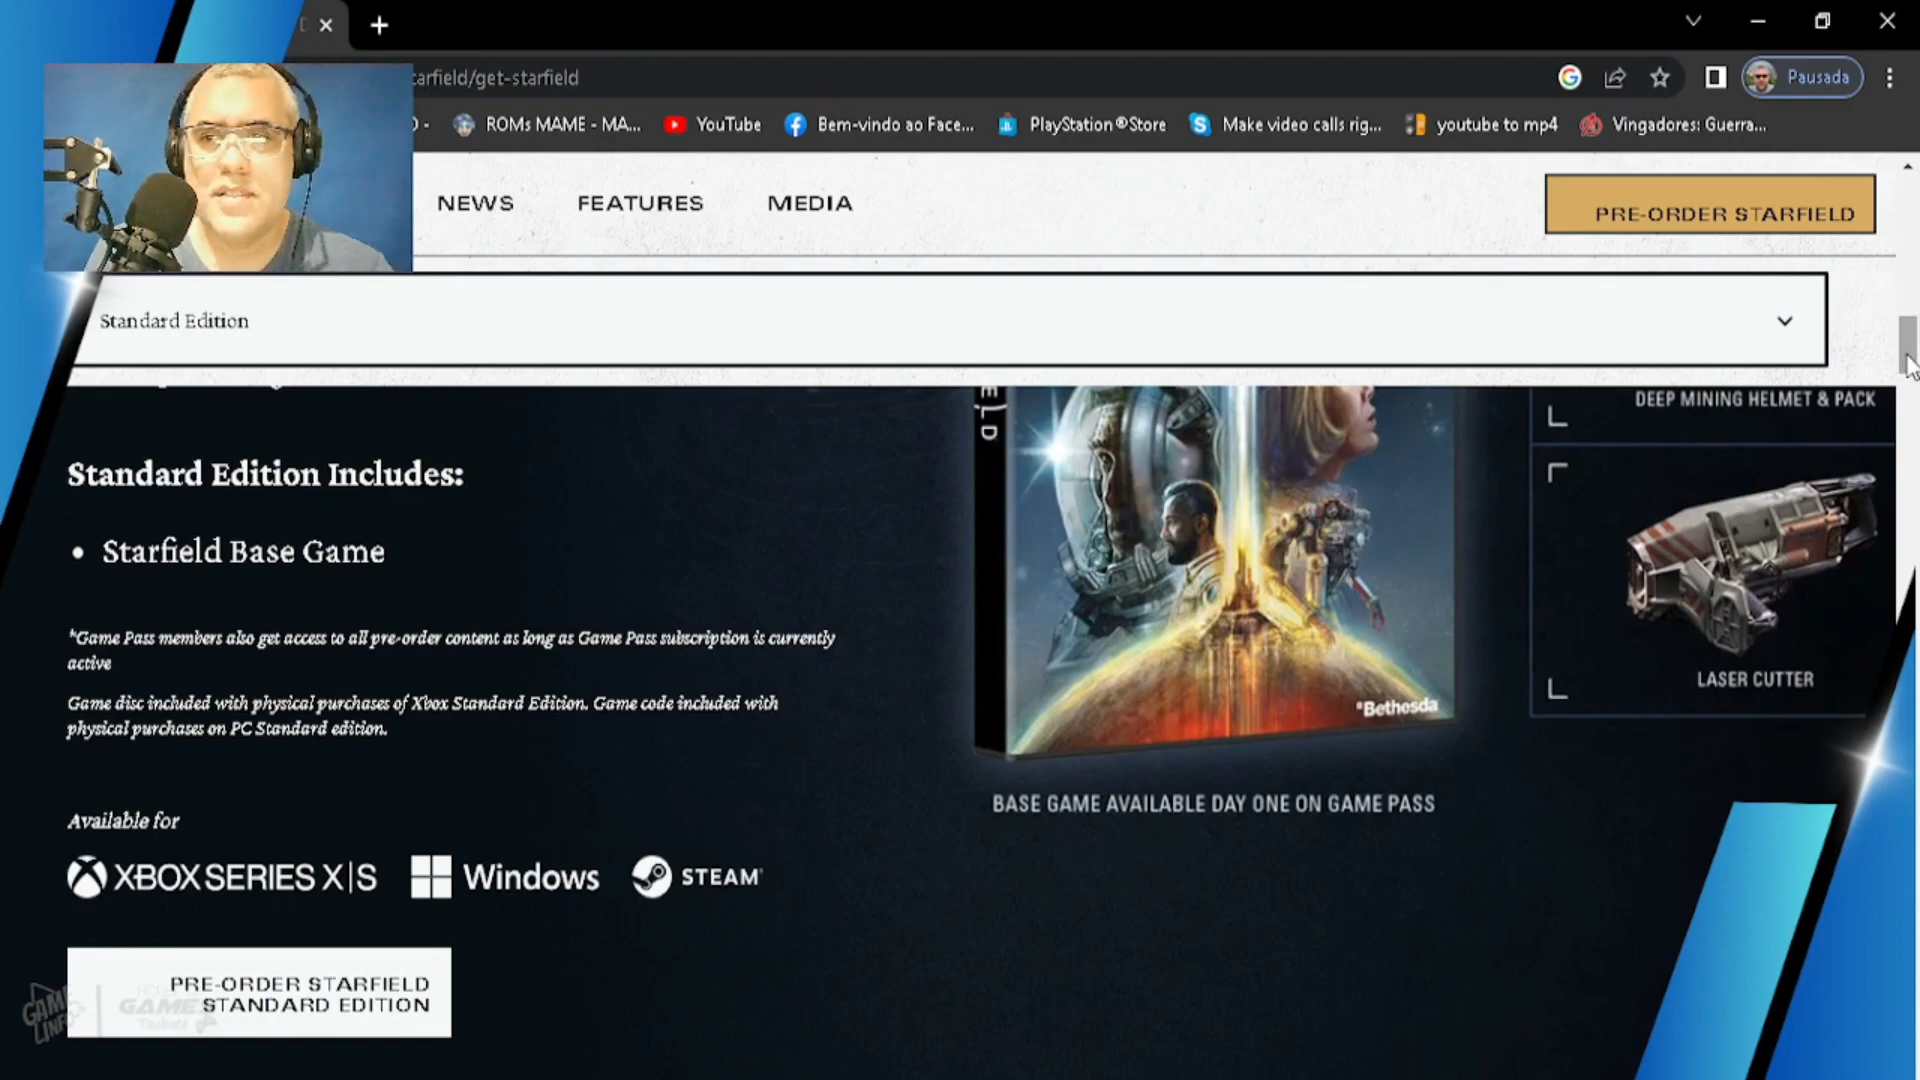 arfield/get-starfield
Pausada
ROMs MAME - MA...
YouTube
Bem-vindo ao Face...
PlayStation®Store
Make video calls rig...
youtube to mp4
Vingadores: Guerra...
NEWS
FEATURES
MEDIA
PRE-ORDER STARFIELD
Standard Edition
DEEP MINING HELMET & PACK
Standard Edition Includes:
• Starfield Base Game
*Game Pass members also get access to all pre-order content as long as Game Pass subscription is currently
active
Game disc included with physical purchases of Xbox Standard Edition. Game code included with
physical purchases on PC Standard edition.
Bethesda
LASER CUTTER
BASE GAME AVAILABLE DAY ONE ON GAME PASS
Available for
XBOX SERIES X|S
Windows
STEAM
PRE-ORDER STARFIELD
STANDARD EDITION
GAME
INFO
GAMES